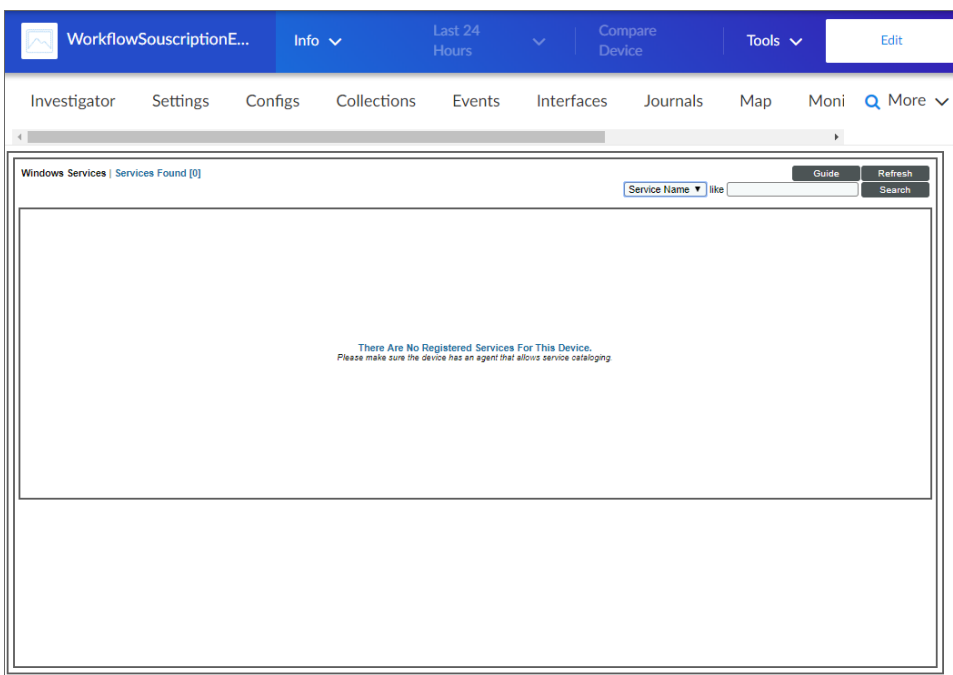 WorkflowSouscriptionE... Info Last 24 Hours Compare Device Tools Edit
Investigator Settings Configs Collections Events Interfaces Journals Map Moni More
Windows Services | Services Found [0] Guide Refresh
Service Name like Search
There Are No Registered Services For This Device.
Please make sure the device has an agent that allows service cataloging.